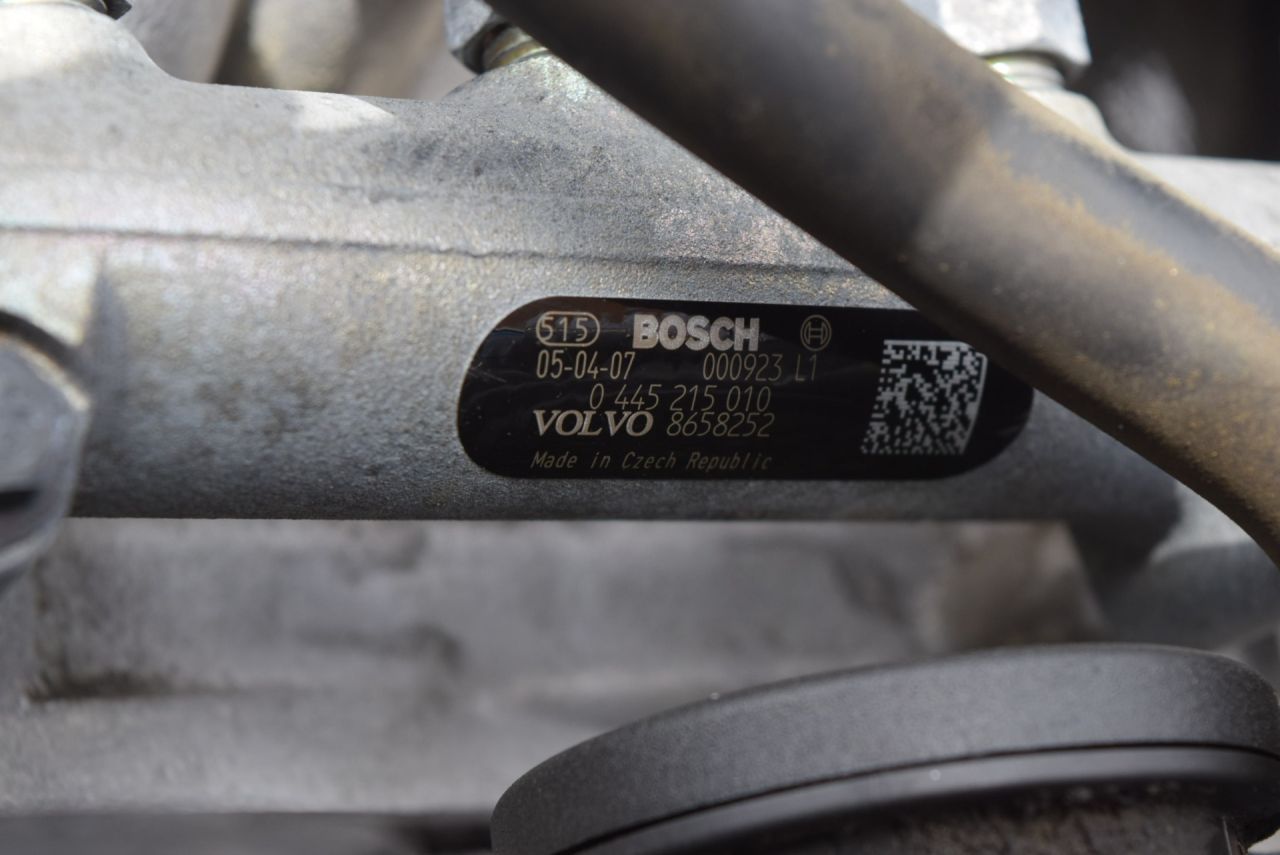 515 BOSCH
05-04-07 000923 L1
0 445 215 010
VOLVO 8658252
Made in Czech Republic